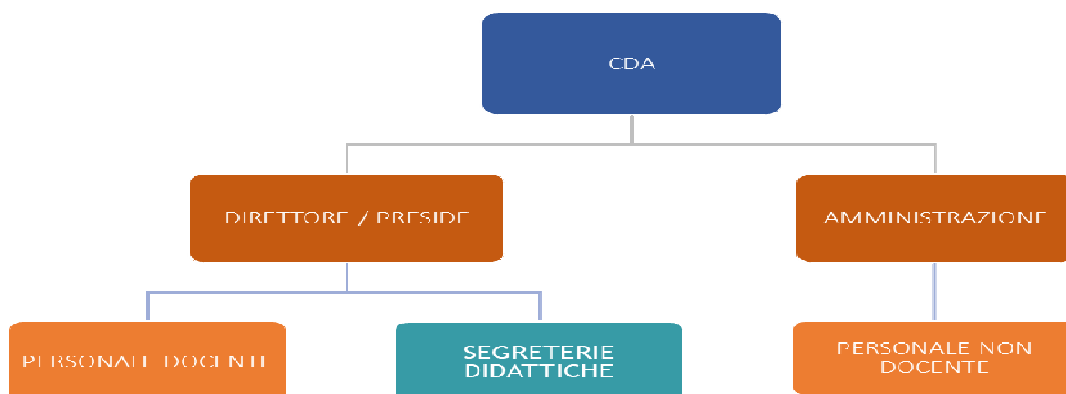 CDA
DIRETTORE / PRESIDE
AMMINISTRAZIONE
PERSONALE DOCENTE
SEGRETERIE
DIDATTICHE
PERSONALE NON
DOCENTE